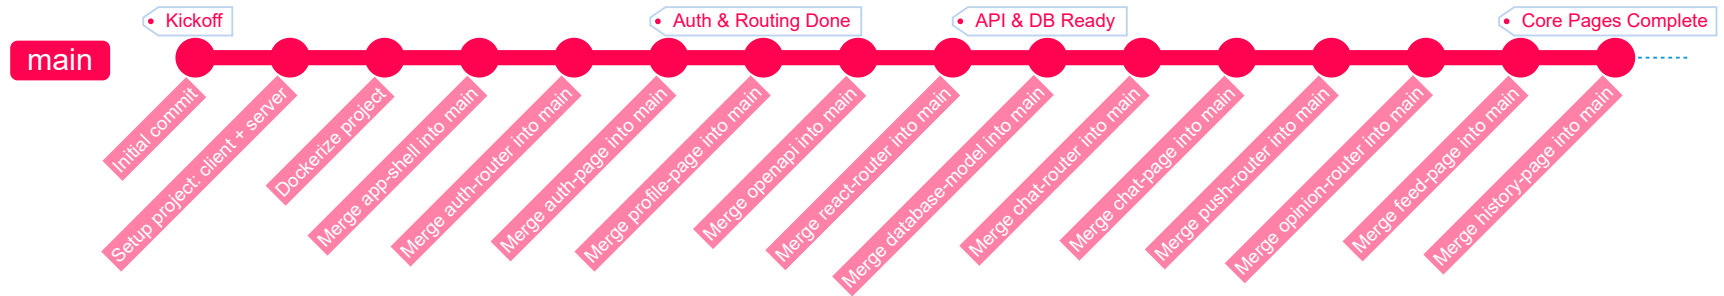 Kickoff
Auth & Routing Done
API & DB Ready
Core Pages Complete
main
Initial commit
Setup project: client + server
Dockerize project
Merge app-shell into main
Merge auth-router into main
Merge auth-page into main
Merge profile-page into main
Merge openapi into main
Merge react-router into main
Merge database-model into main
Merge chat-router into main
Merge chat-page into main
Merge push-router into main
Merge opinion-router into main
Merge feed-page into main
Merge history-page into main